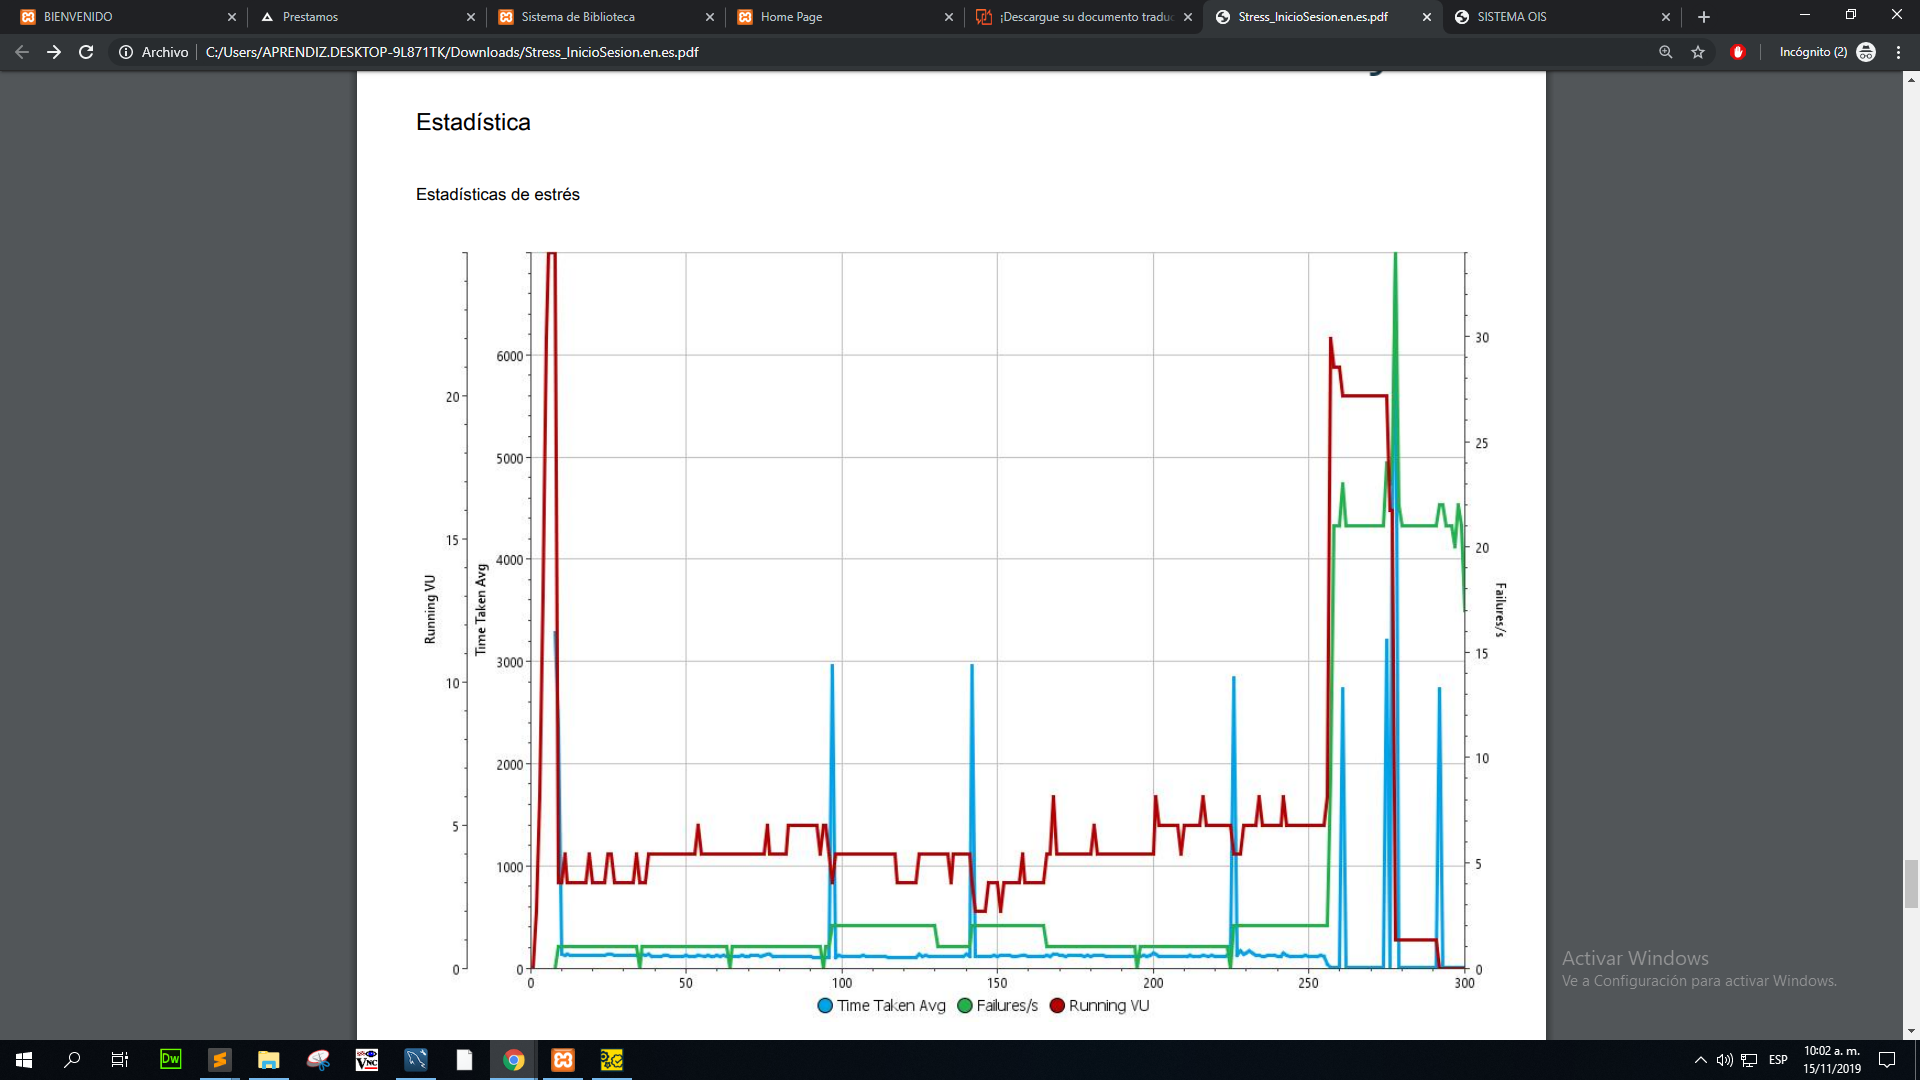 BIENVENIDO
Prestamos
Sistema de Biblioteca
Home Page
¡Descargue su documento traduc
Stress_InicioSesion.en.es.pdf
SISTEMA OIS
Archivo
C:/Users/APRENDIZ.DESKTOP-9L871TK/Downloads/Stress_InicioSesion.en.es.pdf
Incógnito (2)
Estadística
Estadísticas de estrés
Running VU
20
15
10
5
0
Time Taken Avg
6000
5000
4000
3000
2000
1000
0
30
25
20
15
10
5
0
Failures/s
0
50
100
150
200
250
300
Time Taken Avg
Failures/s
Running VU
Activar Windows
Ve a Configuración para activar Windows.
Dw
VNC
ESP
10:02 a. m.
15/11/2019